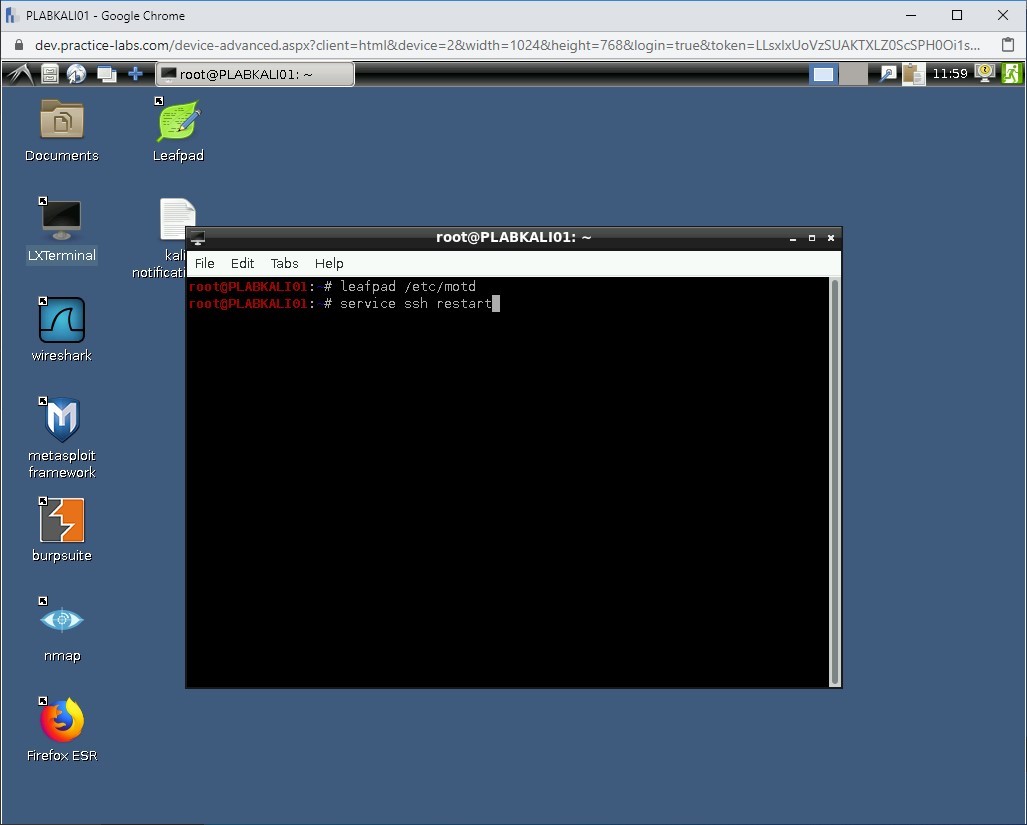 PLABKALI01 - Google Chrome
dev.practice-labs.com/device-advanced.aspx?client=html&device=2&width=1024&height=768&login=true&token=LLsxlxUoVzSUAKTXLZ0ScSPH0Oi1s...
root@PLABKALI01: ~
11:59
Documents
Leafpad
LXTerminal
kali
notificati
root@PLABKALI01: ~
File Edit Tabs Help
root@PLABKALI01:~# leafpad /etc/motd
root@PLABKALI01:~# service ssh restart
wireshark
metasploit
framework
burpsuite
nmap
Firefox ESR